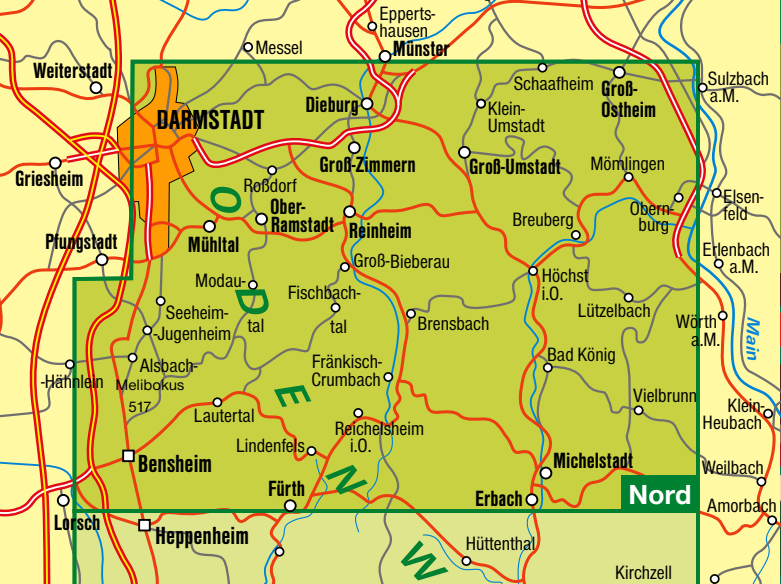 Epperts-
hausen
Messel
Münster
Weiterstadt
Schaafheim
Sulzbach
a.M.
Dieburg
Groß-
Ostheim
Klein-
Umstadt
DARMSTADT
Groß-Zimmern
Groß-Umstadt
Mömlingen
Griesheim
Roßdorf
O
Ober-
Ramstadt
Obern-
burg
Elsen-
feld
Breuberg
Mühltal
Reinheim
Pfungstadt
Erlenbach
a.M.
Groß-Bieberau
Modau-
tal
D
Fischbach-
tal
Höchst
i.O.
Lützelbach
Seeheim-
-Jugenheim
Brensbach
Wörth
a.M.
Main
Alsbach-
-Hähnlein
Melibokus
517
Fränkisch-
Crumbach
Bad König
E
Lautertal
Vielbrunn
Klein-
Heubach
Reichelsheim
i.O.
Lindenfels
Bensheim
Michelstadt
Weilbach
N
Fürth
Erbach
Nord
Amorbach
Lorsch
Heppenheim
W
Hüttenthal
Kirchzell